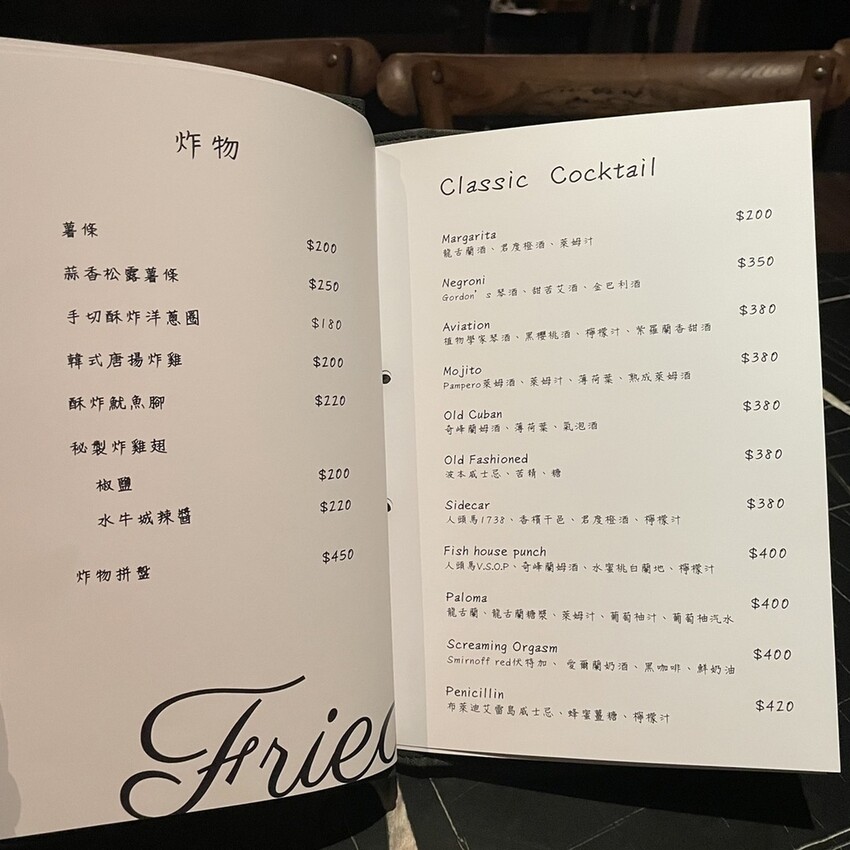 炸物
薯條 $200
蒜香松露薯條 $250
手切酥炸洋蔥圈 $180
韓式唐揚炸雞 $200
酥炸魷魚腳 $220
秘製炸雞翅
椒鹽 $200
水牛城辣醬 $220
炸物拼盤 $450
Classic Cocktail
Margarita $200
龍舌蘭酒、君度橙酒、萊姆汁
Negroni $350
Gordon's琴酒、甜苦艾酒、金巴利酒
Aviation $380
植物學家琴酒、黑櫻桃酒、檸檬汁、紫羅蘭香甜酒
Mojito $380
Pampero萊姆酒、萊姆汁、薄荷葉、熟成萊姆酒
Old Cuban $380
奇峰蘭姆酒、薄荷葉、氣泡酒
Old Fashioned $380
波本威士忌、苦精、糖
Sidecar $380
人頭馬1738、香檳干邑、君度橙酒、檸檬汁
Fish house punch $400
人頭馬V.S.O.P、奇峰蘭姆酒、水蜜桃白蘭地、檸檬汁
Paloma $400
龍舌蘭、龍舌蘭糖漿、萊姆汁、葡萄柚汁、葡萄柚汽水
Screaming Orgasm $400
Smirnoff red伏特加、愛爾蘭奶酒、黑咖啡、鮮奶油
Penicillin $420
布萊迪艾雷島威士忌、蜂蜜薑糖、檸檬汁
Fried